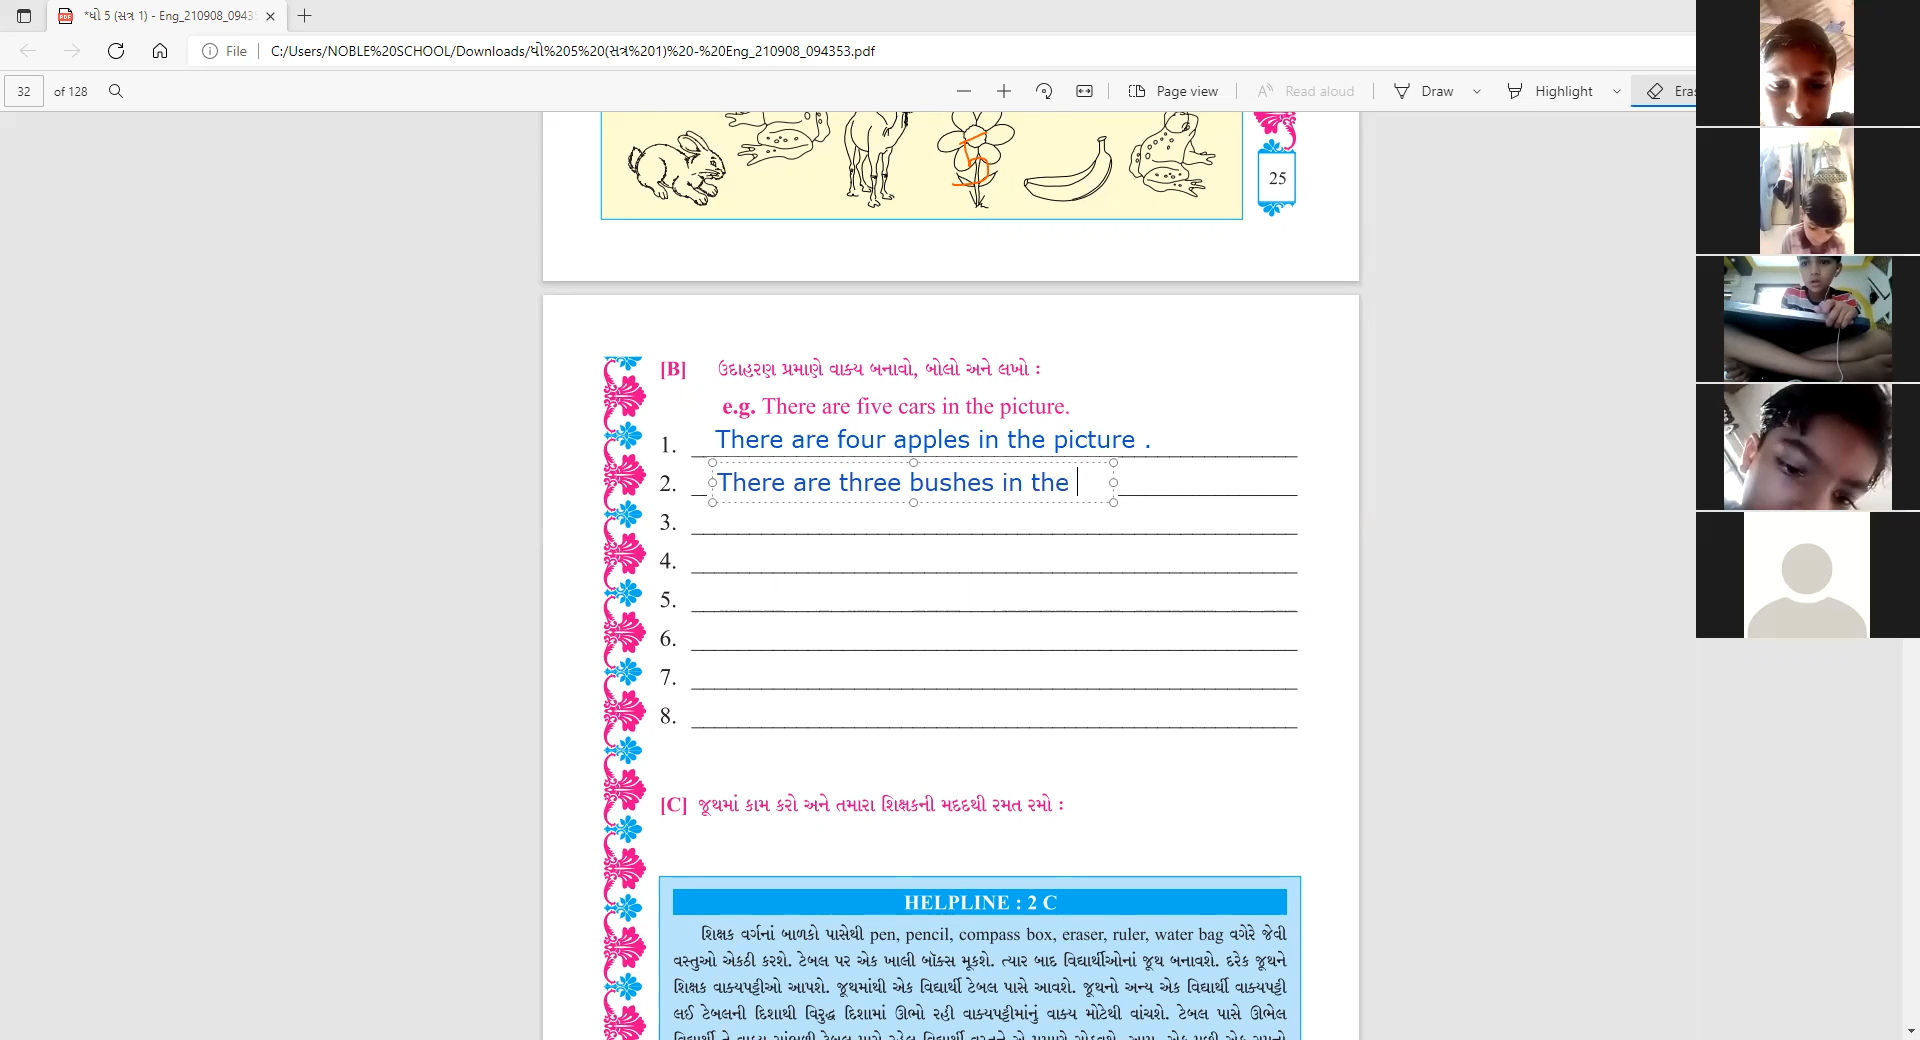 *ધો 5 (સત્ર 1) - Eng_210908_0943
File C:/Users/NOBLE%20SCHOOL/Downloads/ધો%205%20(સત્ર%201)%20-%20Eng_210908_094353.pdf
32 of 128 Page view Read aloud Draw Highlight Eras
5
25
[B] ઉદાહરણ પ્રમાણે વાક્ય બનાવો, બોલો અને લખો :
e.g. There are five cars in the picture.
1. There are four apples in the picture .
2. There are three bushes in the
3.
4.
5.
6.
7.
8.
[C] જૂથમાં કામ કરો અને તમારા શિક્ષકની મદદથી રમત રમો :
HELPLINE : 2 C
શિક્ષક વર્ગનાં બાળકો પાસેથી pen, pencil, compass box, eraser, ruler, water bag વગેરે જેવી
વસ્તુઓ એકઠી કરશે. ટેબલ પર એક ખાલી બૉક્સ મૂકશે. ત્યાર બાદ વિદ્યાર્થીઓનાં જૂથ બનાવશે. દરેક જૂથને
શિક્ષક વાક્યપટ્ટીઓ આપશે. જૂથમાંથી એક વિદ્યાર્થી ટેબલ પાસે આવશે. જૂથનો અન્ય એક વિદ્યાર્થી વાક્યપટ્ટી
લઈ ટેબલની દિશાથી વિરુદ્ધ દિશામાં ઊભો રહી વાક્યપટ્ટીમાંનું વાક્ય મોટેથી વાંચશે. ટેબલ પાસે ઊભેલ